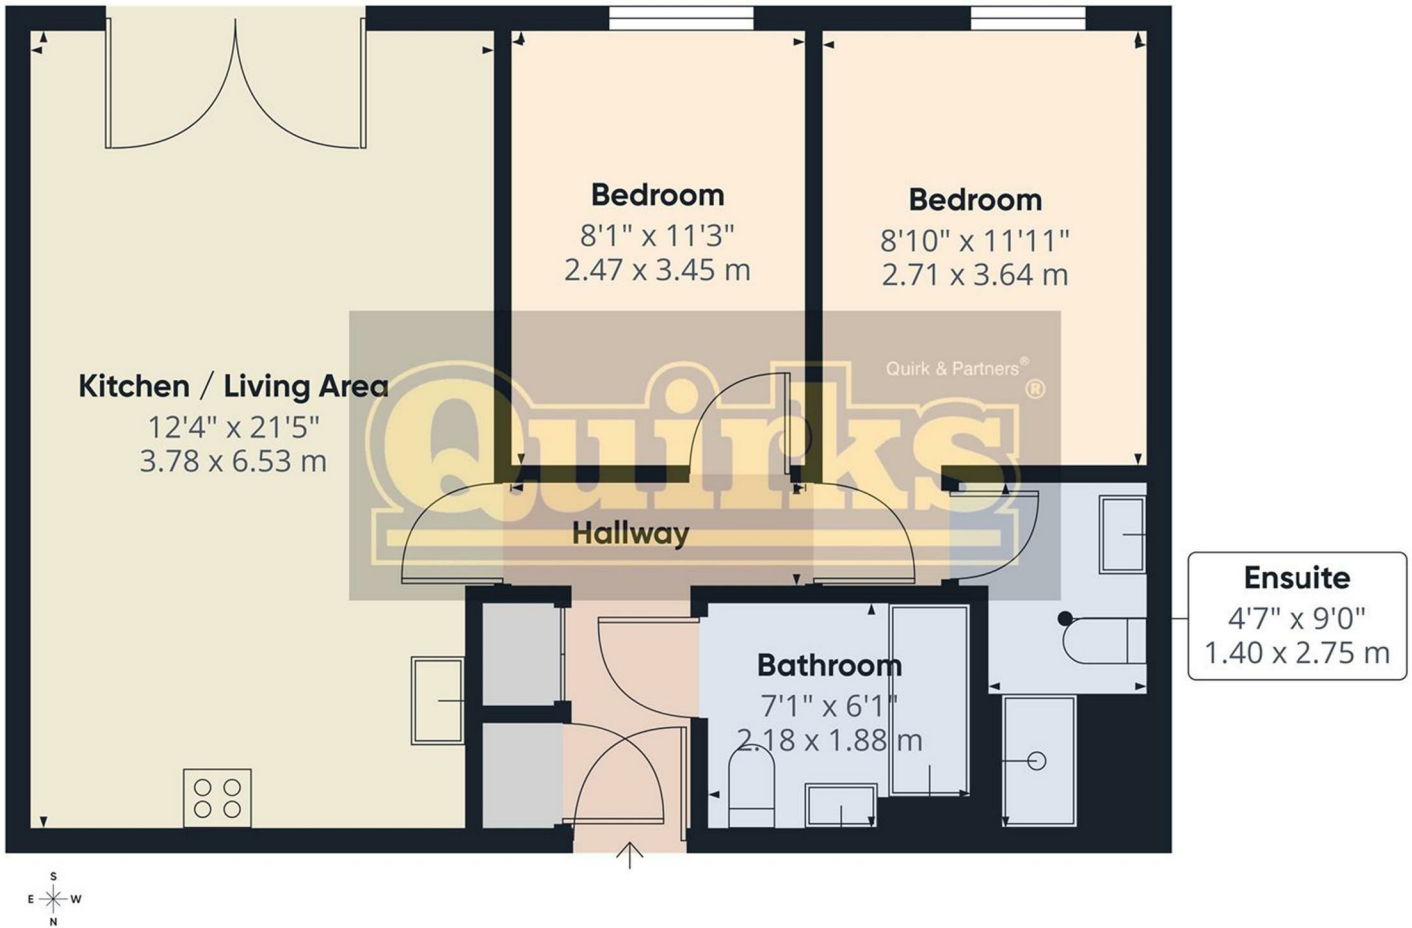 Bedroom
8'1" x 11'3"
2.47 x 3.45 m
Bedroom
8'10" x 11'11"
2.71 x 3.64 m
Kitchen / Living Area
12'4" x 21'5"
3.78 x 6.53 m
Quirk & Partners®
Quirks®
Hallway
Ensuite
4'7" x 9'0"
1.40 x 2.75 m
Bathroom
7'1" x 6'1"
2.18 x 1.88 m
S
E W
N